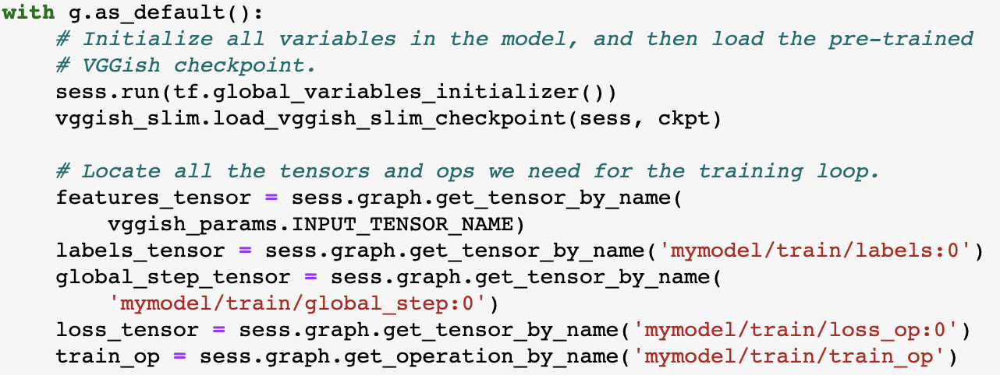 with g.as_default():
    # Initialize all variables in the model, and then load the pre-trained
    # VGGish checkpoint.
    sess.run(tf.global_variables_initializer())
    vggish_slim.load_vggish_slim_checkpoint(sess, ckpt)

    # Locate all the tensors and ops we need for the training loop.
    features_tensor = sess.graph.get_tensor_by_name(
        vggish_params.INPUT_TENSOR_NAME)
    labels_tensor = sess.graph.get_tensor_by_name('mymodel/train/labels:0')
    global_step_tensor = sess.graph.get_tensor_by_name(
        'mymodel/train/global_step:0')
    loss_tensor = sess.graph.get_tensor_by_name('mymodel/train/loss_op:0')
    train_op = sess.graph.get_operation_by_name('mymodel/train/train_op')